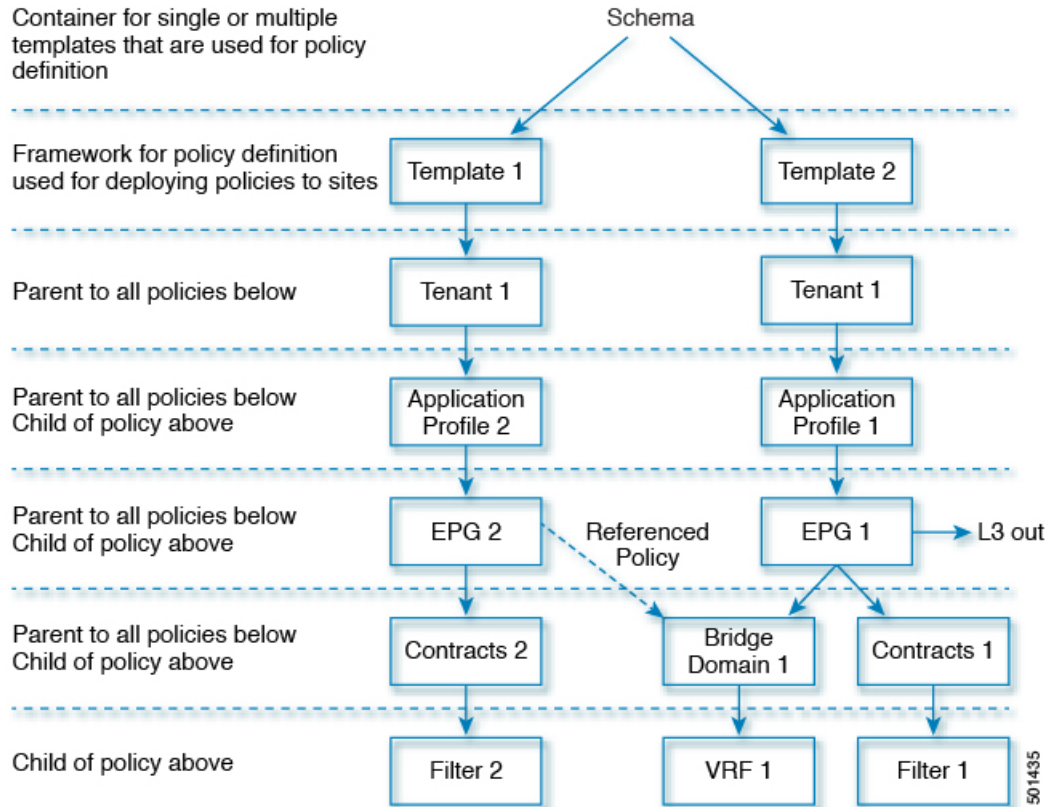 Container for single or multiple
templates that are used for policy
definition
Schema
Framework for policy definition
used for deploying policies to sites
Template 1
Template 2
Parent to all policies below
Tenant 1
Tenant 1
Parent to all policies below
Child of policy above
Application
Profile 2
Application
Profile 1
Parent to all policies below
Child of policy above
EPG 2
Referenced
Policy
EPG 1
L3 out
Parent to all policies below
Child of policy above
Contracts 2
Bridge
Domain 1
Contracts 1
Child of policy above
Filter 2
VRF 1
Filter 1
501435